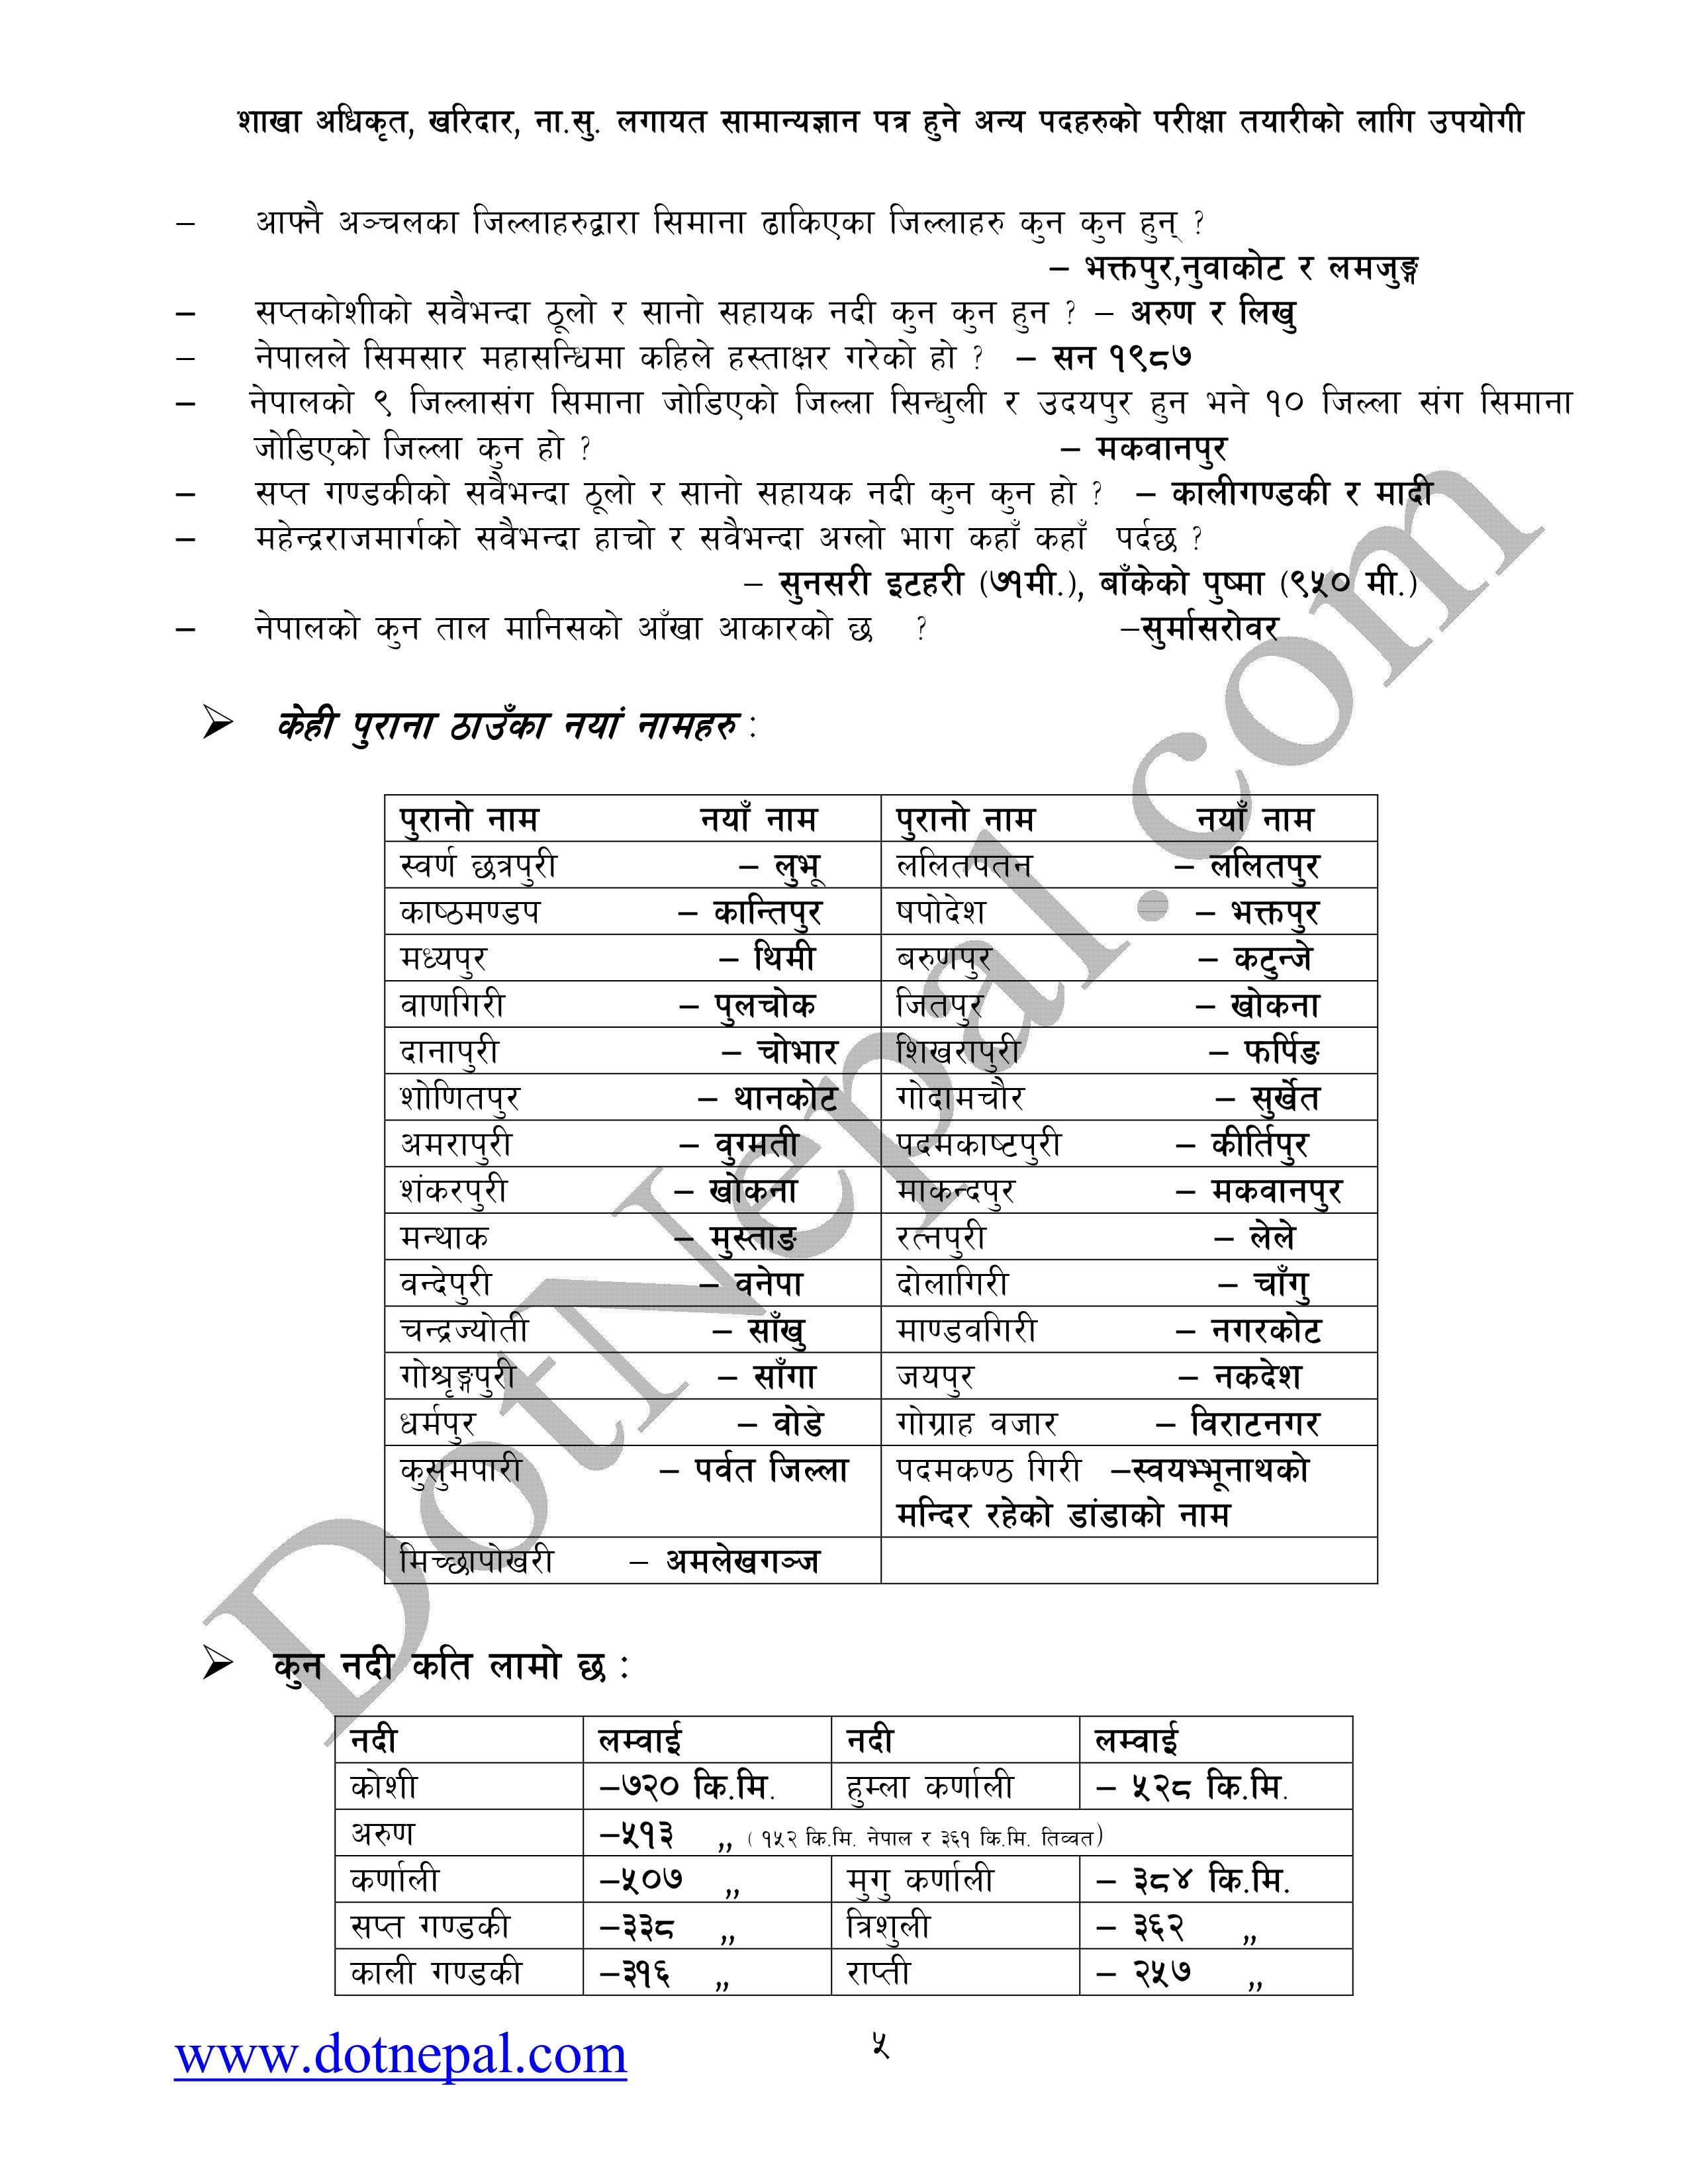 शाखा अधिकृत, खरिदार, ना.सु. लगायत सामान्यज्ञान पत्र हुने अन्य पदहरुको परीक्षा तयारीको लागि उपयोगी
– आफ्नै अञ्चलका जिल्लाहरुद्वारा सिमाना ढाकिएका जिल्लाहरु कुन कुन हुन् ?
– भक्तपुर,नुवाकोट र लमजुङ्ग
– सप्तकोशीको सवैभन्दा ठूलो र सानो सहायक नदी कुन कुन हुन ? – अरुण र लिखु
– नेपालले सिमसार महासन्धिमा कहिले हस्ताक्षर गरेको हो ? – सन १९८७
– नेपालको ९ जिल्लासंग सिमाना जोडिएको जिल्ला सिन्धुली र उदयपुर हुन भने १० जिल्ला संग सिमाना
जोडिएको जिल्ला कुन हो ? – मकवानपुर
– सप्त गण्डकीको सवैभन्दा ठूलो र सानो सहायक नदी कुन कुन हो ? – कालीगण्डकी र मादी
– महेन्द्रराजमार्गको सवैभन्दा हाचो र सवैभन्दा अग्लो भाग कहाँ कहाँ पर्दछ ?
– सुनसरी इटहरी (७१मी.), बाँकेको पुष्मा (९५० मी.)
– नेपालको कुन ताल मानिसको आँखा आकारको छ ? –सुर्मासरोवर
➢ केही पुराना ठाउँका नयां नामहरु :
पुरानो नाम नयाँ नाम पुरानो नाम नयाँ नाम
स्वर्ण छत्रपुरी – लुभू ललितपतन – ललितपुर
काष्ठमण्डप – कान्तिपुर षपोदेश – भक्तपुर
मध्यपुर – थिमी बरुणपुर – कटुन्जे
वाणगिरी – पुलचोक जितपुर – खोकना
दानापुरी – चोभार शिखरापुरी – फर्पिङ
शोणितपुर – थानकोट गोदामचौर – सुर्खेत
अमरापुरी – वुग्मती पदमकाष्टपुरी – कीर्तिपुर
शंकरपुरी – खोकना माकन्दपुर – मकवानपुर
मन्थाक – मुस्ताङ रत्नपुरी – लेले
वन्देपुरी – वनेपा दोलागिरी – चाँगु
चन्द्रज्योती – साँखु माण्डवगिरी – नगरकोट
गोश्रृङ्गपुरी – साँगा जयपुर – नकदेश
धर्मपुर – वोडे गोग्राह वजार – विराटनगर
कुसुमपारी – पर्वत जिल्ला पदमकण्ठ गिरी –स्वयम्भूनाथको
मन्दिर रहेको डांडाको नाम
मिच्छापोखरी – अमलेखगञ्ज
➢ कुन नदी कति लामो छ :
नदी लम्वाई नदी लम्वाई
कोशी –७२० कि.मि. हुम्ला कर्णाली – ५२८ कि.मि.
अरुण –५१३ ,, ( १५२ कि.मि. नेपाल र ३६१ कि.मि. तिव्वत)
कर्णाली –५०७ ,, मुगु कर्णाली – ३८४ कि.मि.
सप्त गण्डकी –३३८ ,, त्रिशुली – ३६२ ,,
काली गण्डकी –३१६ ,, राप्ती – २५७ ,,
www.dotnepal.com ५
DotNepal.com